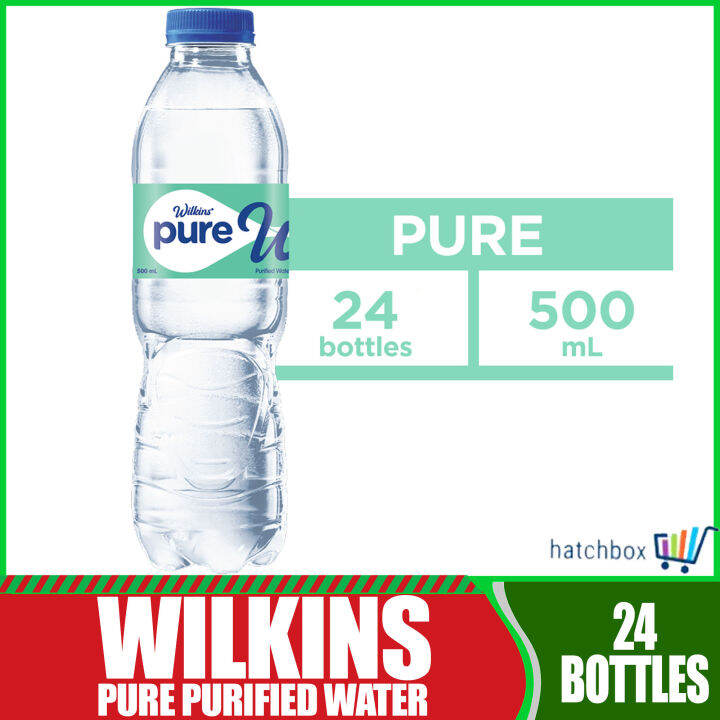 Wilkins
pure
W
500 mL
Purified Wate
PURE
24
bottles
500
mL
hatchbox
WILKINS
PURE PURIFIED WATER
24
BOTTLES